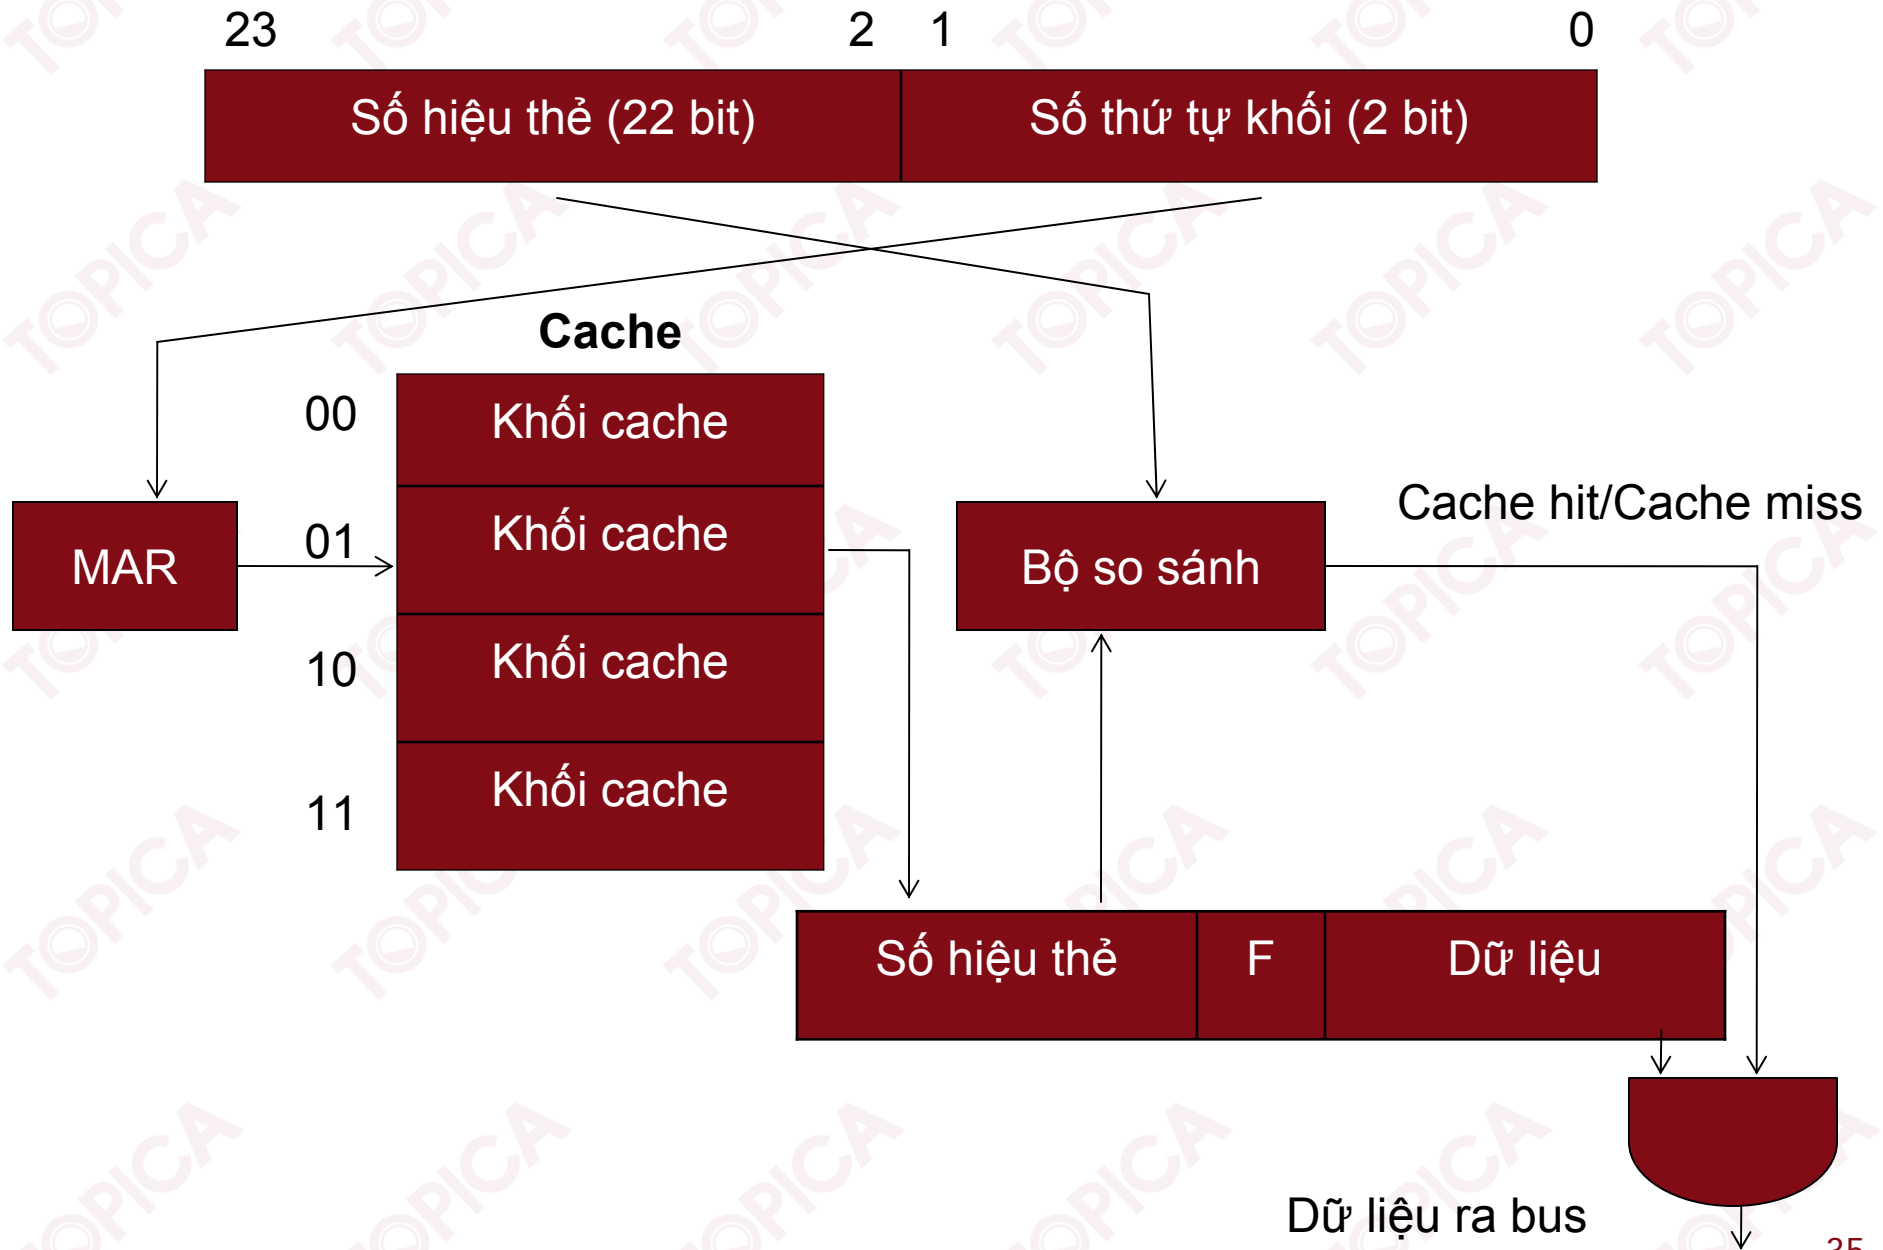 23 2 1 0
Số hiệu thẻ (22 bit) Số thứ tự khối (2 bit)
Cache
00 Khối cache
01 Khối cache
10 Khối cache
11 Khối cache
MAR
Bộ so sánh
Cache hit/Cache miss
Số hiệu thẻ F Dữ liệu
Dữ liệu ra bus
35
TOPICA